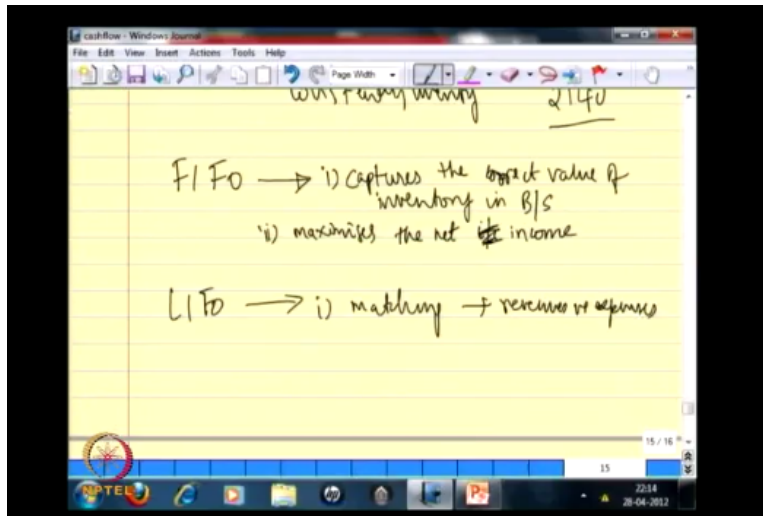 cashflow - Windows Journal
File Edit View Insert Actions Tools Help
Page Width
2140
FIFO → i) captures the correct value of
inventory in B/S
ii) maximises the net income
LIFO → i) matching → revenues vs expenses
15 / 16
15
NPTEL
22:14
28-04-2012